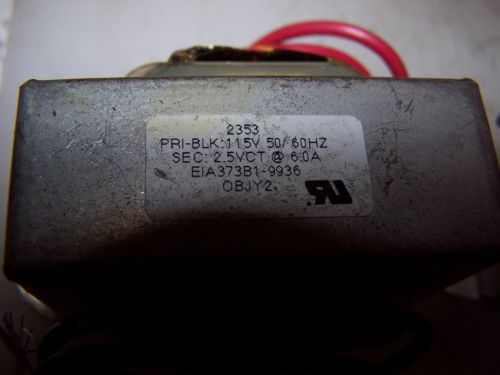 2353
PRI-BLK:115V 50/60HZ
SEC: 2.5VCT @ 6.0A
EIA373B1-9936
OBJY2